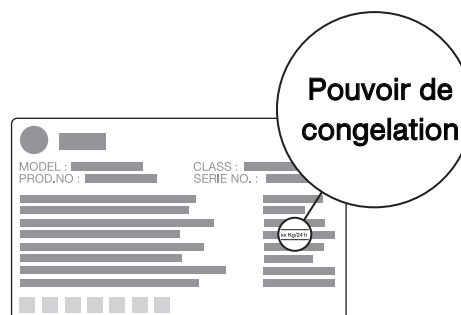 Pouvoir de
congelation
MODEL :
CLASS :
PROD.NO :
SERIE NO. :
xx Kg/24 h